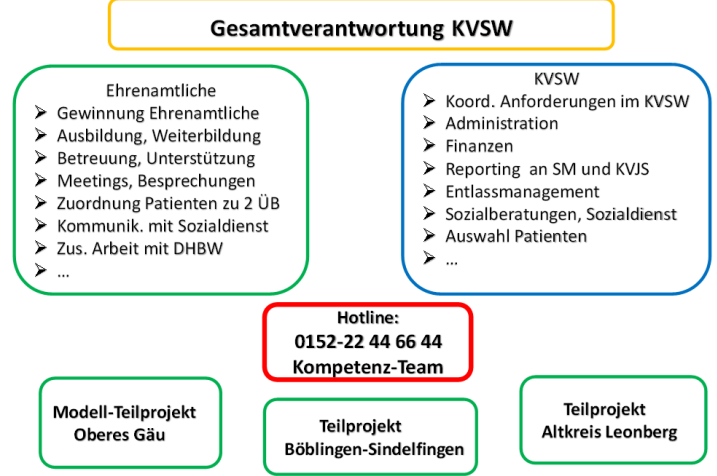 Gesamtverantwortung KVSW
Ehrenamtliche
➢ Gewinnung Ehrenamtliche
➢ Ausbildung, Weiterbildung
➢ Betreuung, Unterstützung
➢ Meetings, Besprechungen
➢ Zuordnung Patienten zu 2 ÜB
➢ Kommunik. mit Sozialdienst
➢ Zus. Arbeit mit DHBW
➢ ...
KVSW
➢ Koord. Anforderungen im KVSW
➢ Administration
➢ Finanzen
➢ Reporting an SM und KVJS
➢ Entlassmanagement
➢ Sozialberatungen, Sozialdienst
➢ Auswahl Patienten
➢ ...
Hotline:
0152-22 44 66 44
Kompetenz-Team
Modell-Teilprojekt
Oberes Gäu
Teilprojekt
Böblingen-Sindelfingen
Teilprojekt
Altkreis Leonberg